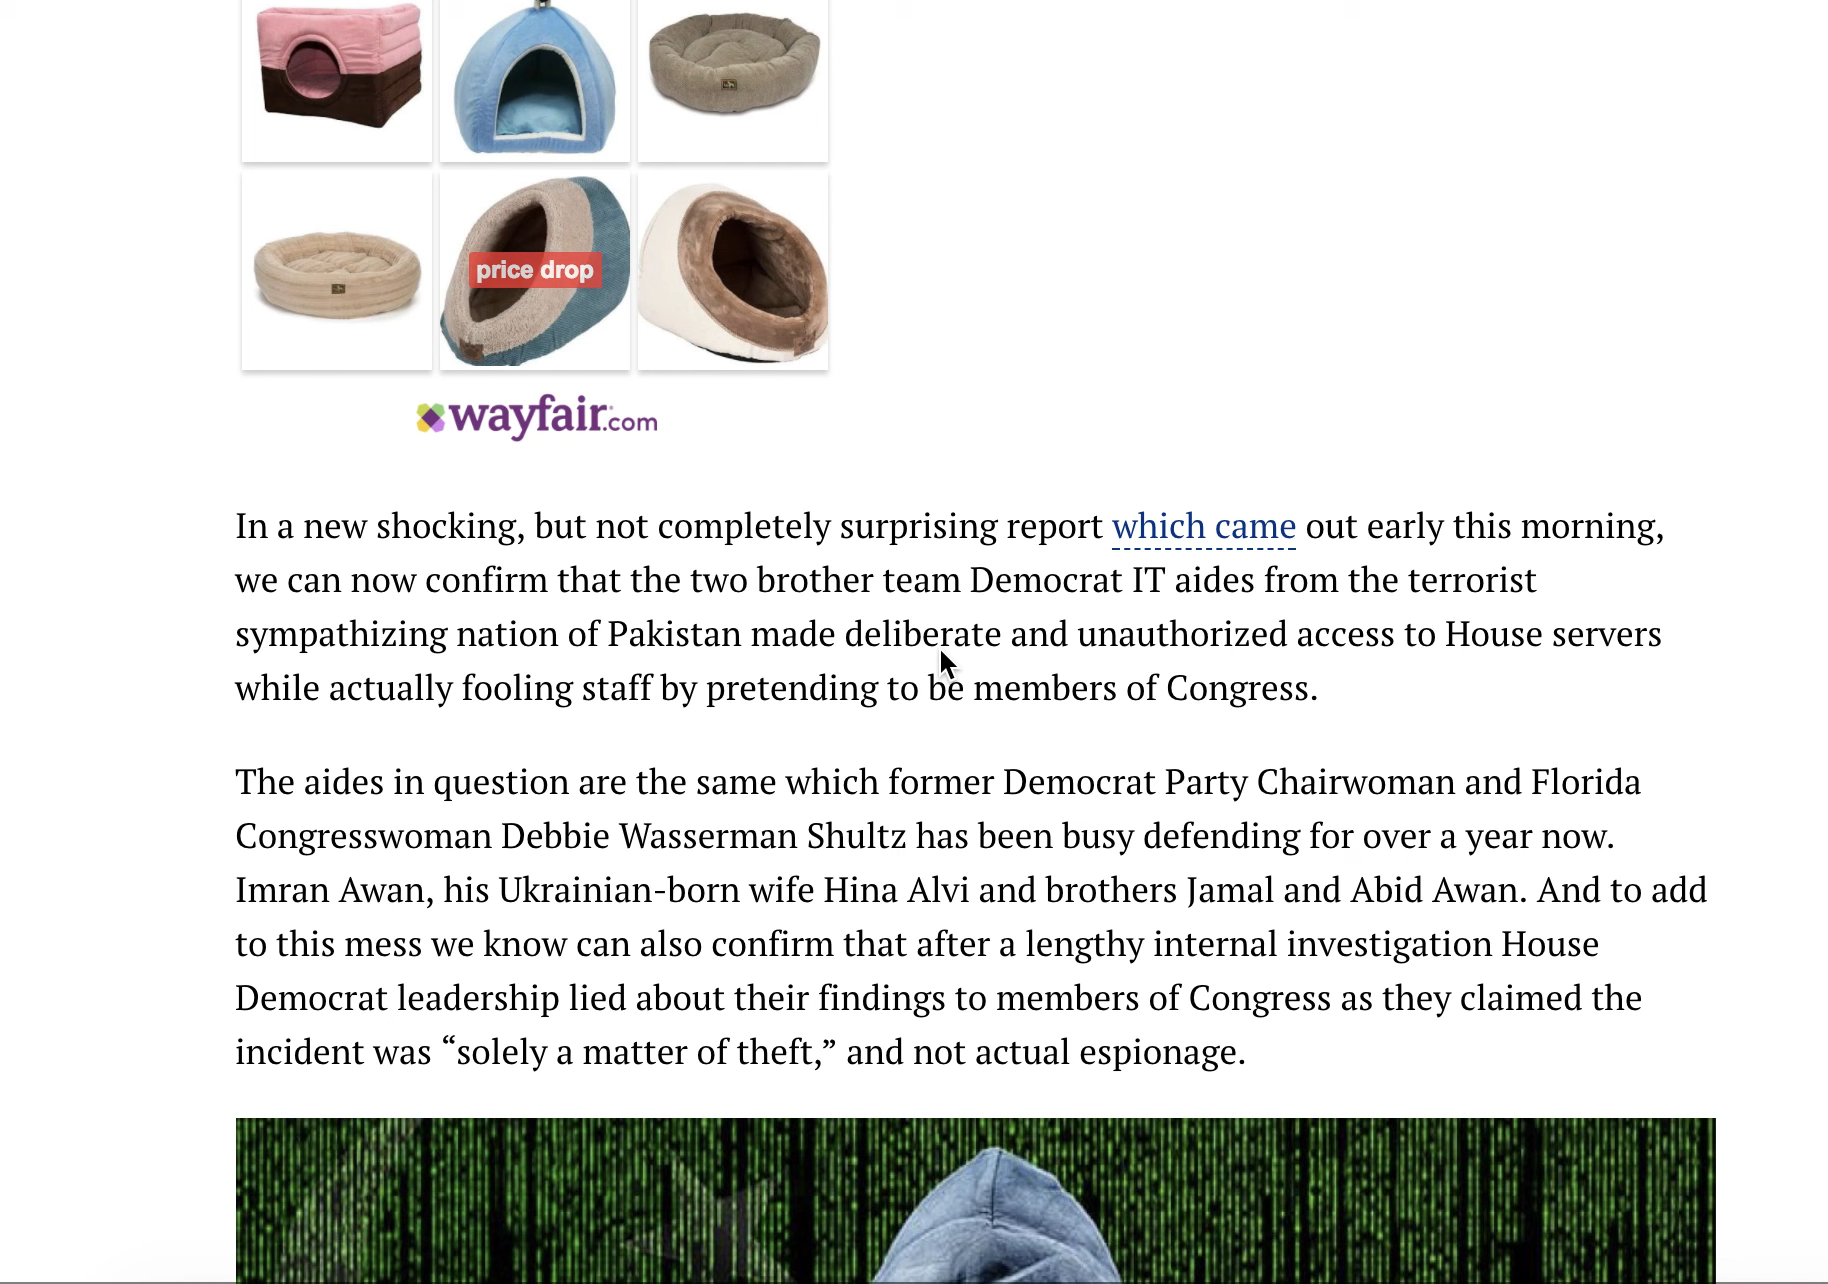 price drop
wayfair.com
In a new shocking, but not completely surprising report which came out early this morning,
we can now confirm that the two brother team Democrat IT aides from the terrorist
sympathizing nation of Pakistan made deliberate and unauthorized access to House servers
while actually fooling staff by pretending to be members of Congress.
The aides in question are the same which former Democrat Party Chairwoman and Florida
Congresswoman Debbie Wasserman Shultz has been busy defending for over a year now.
Imran Awan, his Ukrainian-born wife Hina Alvi and brothers Jamal and Abid Awan. And to add
to this mess we know can also confirm that after a lengthy internal investigation House
Democrat leadership lied about their findings to members of Congress as they claimed the
incident was “solely a matter of theft,” and not actual espionage.